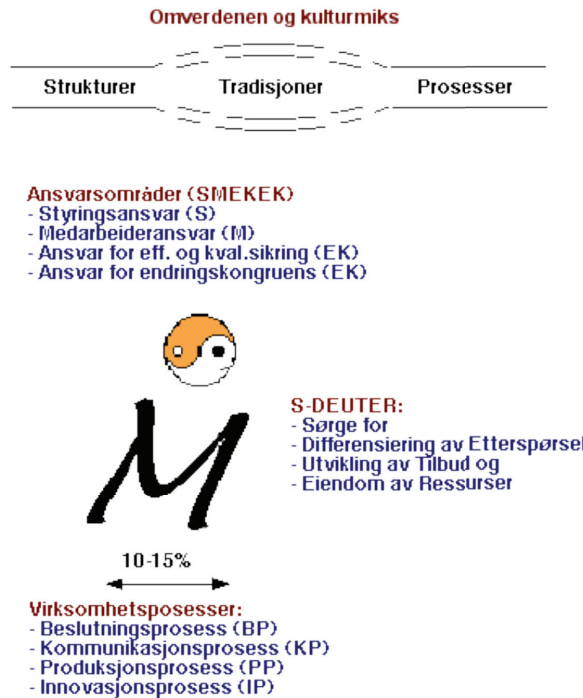 Omverdenen og kulturmiks
Strukturer Tradisjoner Prosesser
Ansvarsområder (SMEKEK)
- Styringsansvar (S)
- Medarbeideransvar (M)
- Ansvar for eff. og kval.sikring (EK)
- Ansvar for endringskongruens (EK)
M
S-DEUTER:
- Sørge for
- Differensiering av Etterspørsel
- Utvikling av Tilbud og
- Eiendom av Ressurser
10-15%
Virksomhetsposesser:
- Beslutningsprosess (BP)
- Kommunikasjonsprosess (KP)
- Produksjonsprosess (PP)
- Innovasjonsprosess (IP)